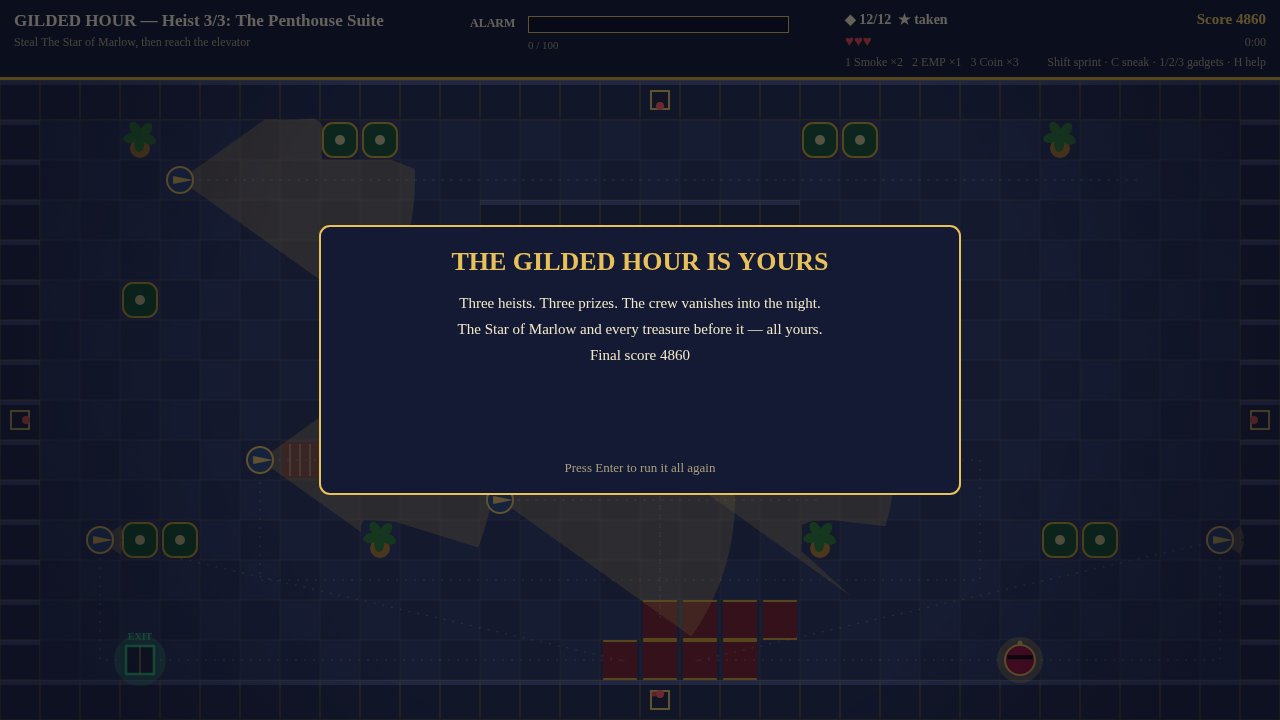 GILDED HOUR — Heist 3/3: The Penthouse Suite
Steal The Star of Marlow, then reach the elevator
ALARM
0 / 100
◆ 12/12 ★ taken
Score 4860
♥♥♥
0:00
1 Smoke ×2 2 EMP ×1 3 Coin ×3
Shift sprint · C sneak · 1/2/3 gadgets · H help
THE GILDED HOUR IS YOURS
Three heists. Three prizes. The crew vanishes into the night.
The Star of Marlow and every treasure before it — all yours.
Final score 4860
Press Enter to run it all again
EXIT